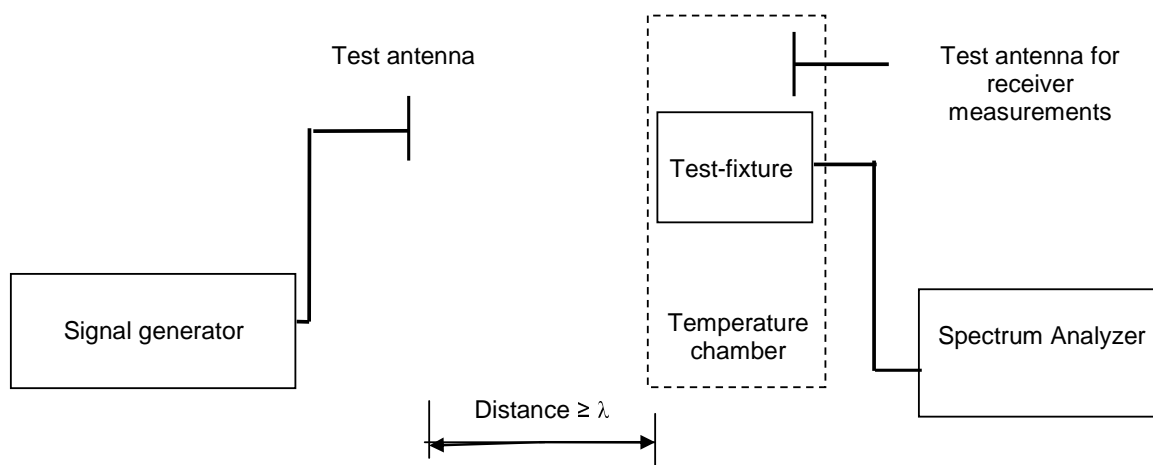 Test antenna
Test antenna for
receiver
measurements
Test-fixture
Signal generator
Temperature
chamber
Spectrum Analyzer
Distance ≥ λ